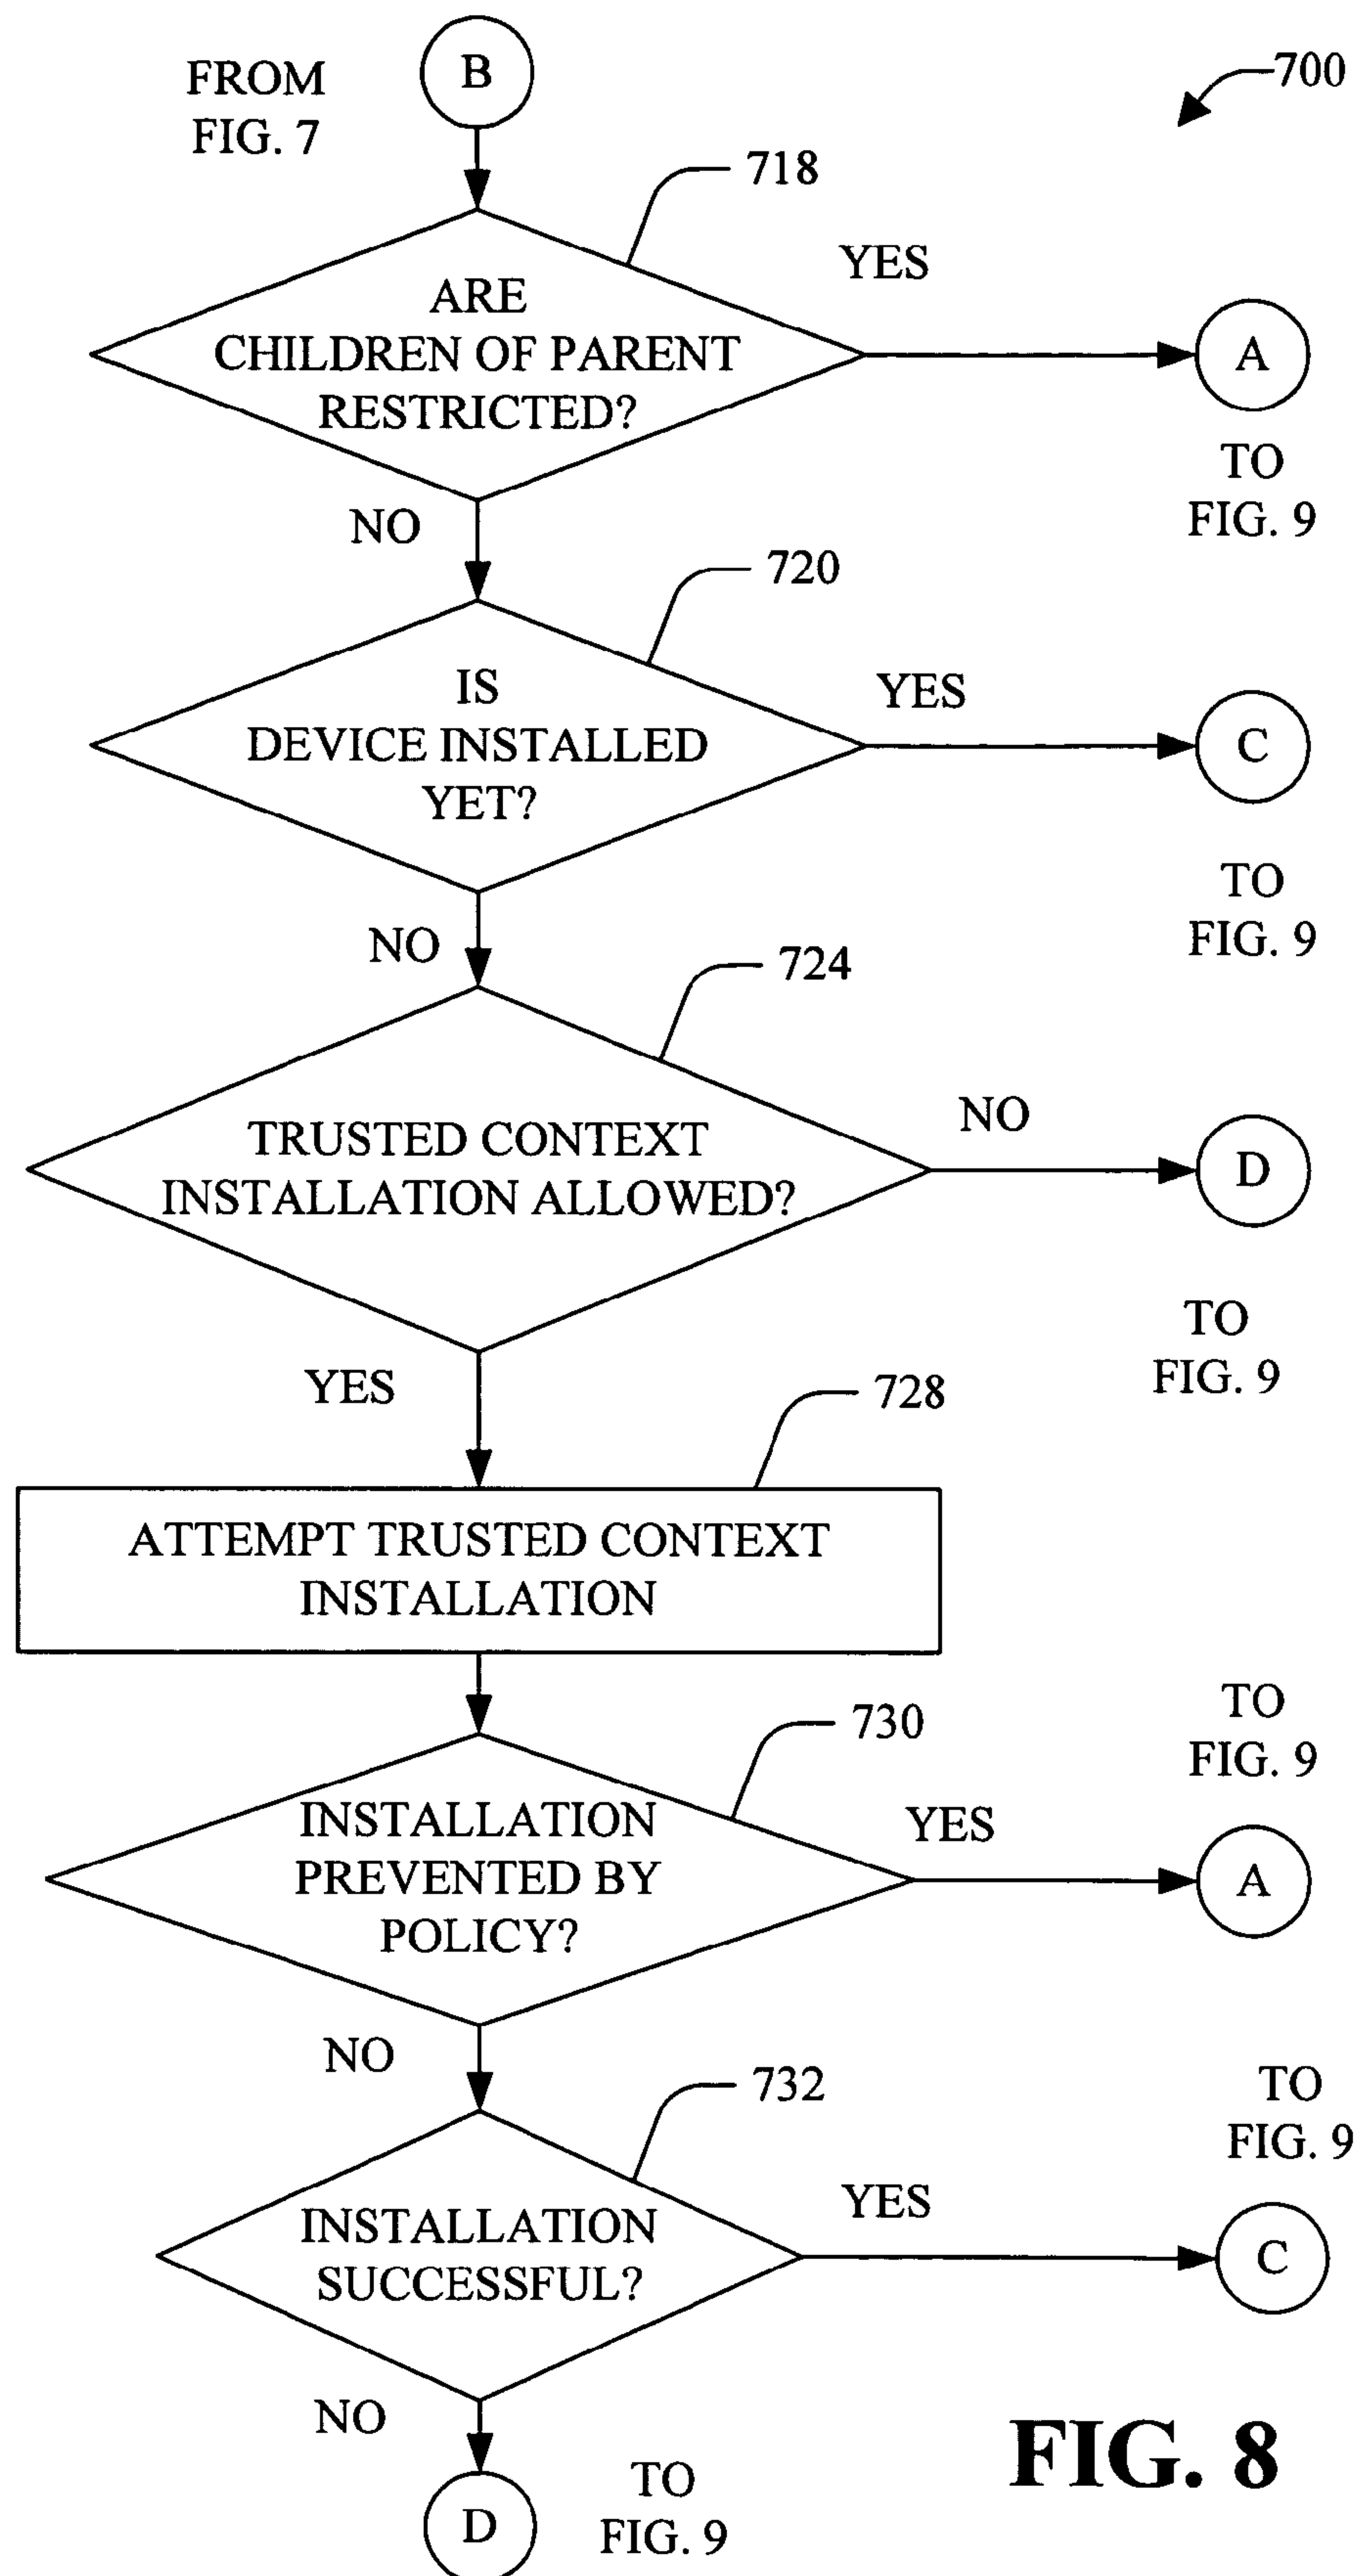 FROM
FIG. 7
B
700
718
ARE
CHILDREN OF PARENT
RESTRICTED?
YES
A
TO
FIG. 9
NO
720
IS
DEVICE INSTALLED
YET?
YES
C
TO
FIG. 9
NO
724
TRUSTED CONTEXT
INSTALLATION ALLOWED?
NO
D
TO
FIG. 9
YES
728
ATTEMPT TRUSTED CONTEXT
INSTALLATION
730
INSTALLATION
PREVENTED BY
POLICY?
YES
TO
FIG. 9
A
NO
732
INSTALLATION
SUCCESSFUL?
YES
TO
FIG. 9
C
NO
D
TO
FIG. 9
FIG. 8